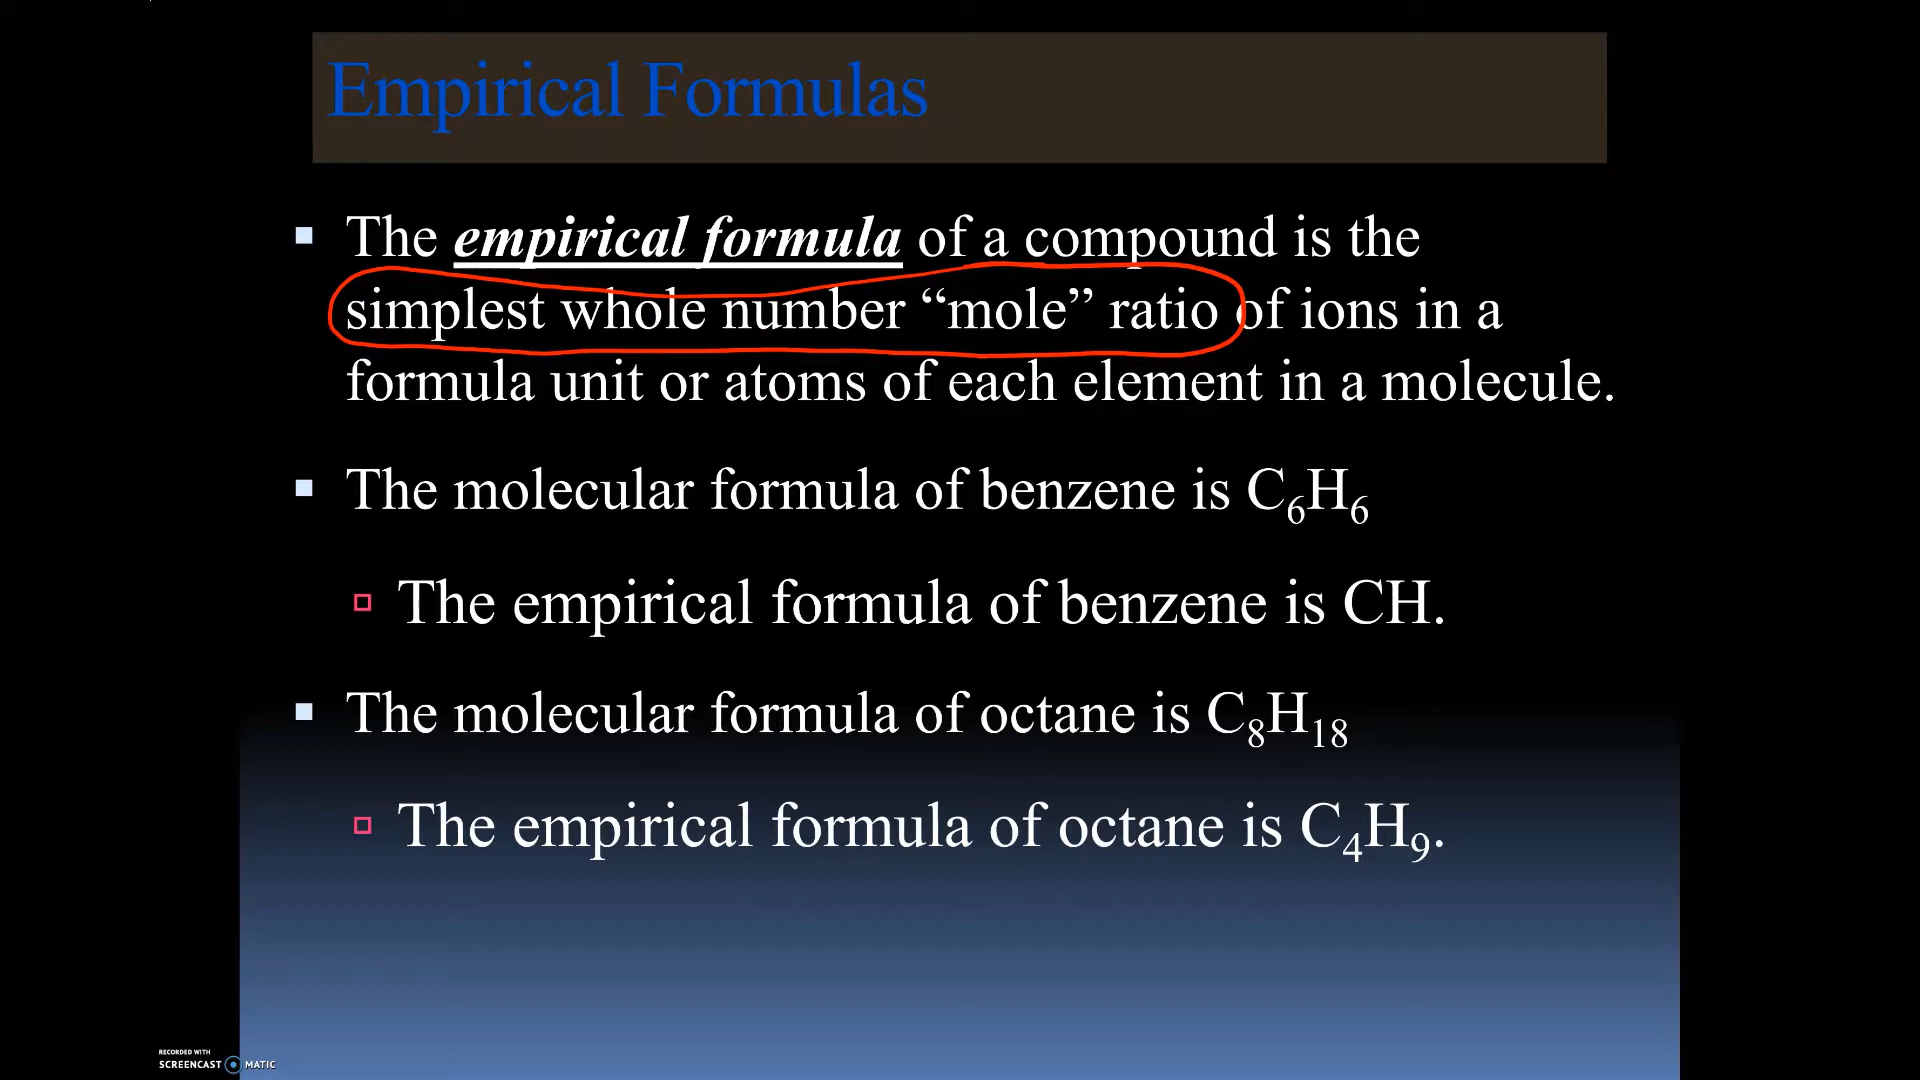 Empirical Formulas
▪ The empirical formula of a compound is the
simplest whole number “mole” ratio of ions in a
formula unit or atoms of each element in a molecule.
▪ The molecular formula of benzene is C₆H₆
▫ The empirical formula of benzene is CH.
▪ The molecular formula of octane is C₈H₁₈
▫ The empirical formula of octane is C₄H₉.
RECORDED WITH
SCREENCAST MATIC